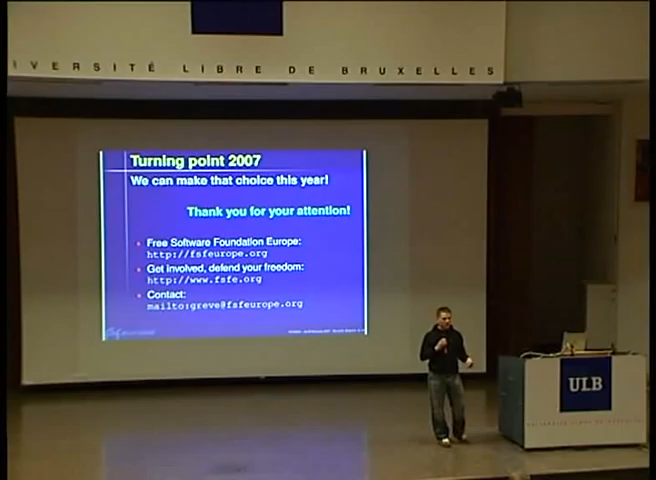 IVERSITÉ LIBRE DE BRUXELLES
Turning point 2007
We can make that choice this year!
Thank you for your attention!
Free Software Foundation Europe:
http://fsfeurope.org
Get involved, defend your freedom:
http://www.fsfe.org
Contact:
mailto:greve@fsfeurope.org
ULB